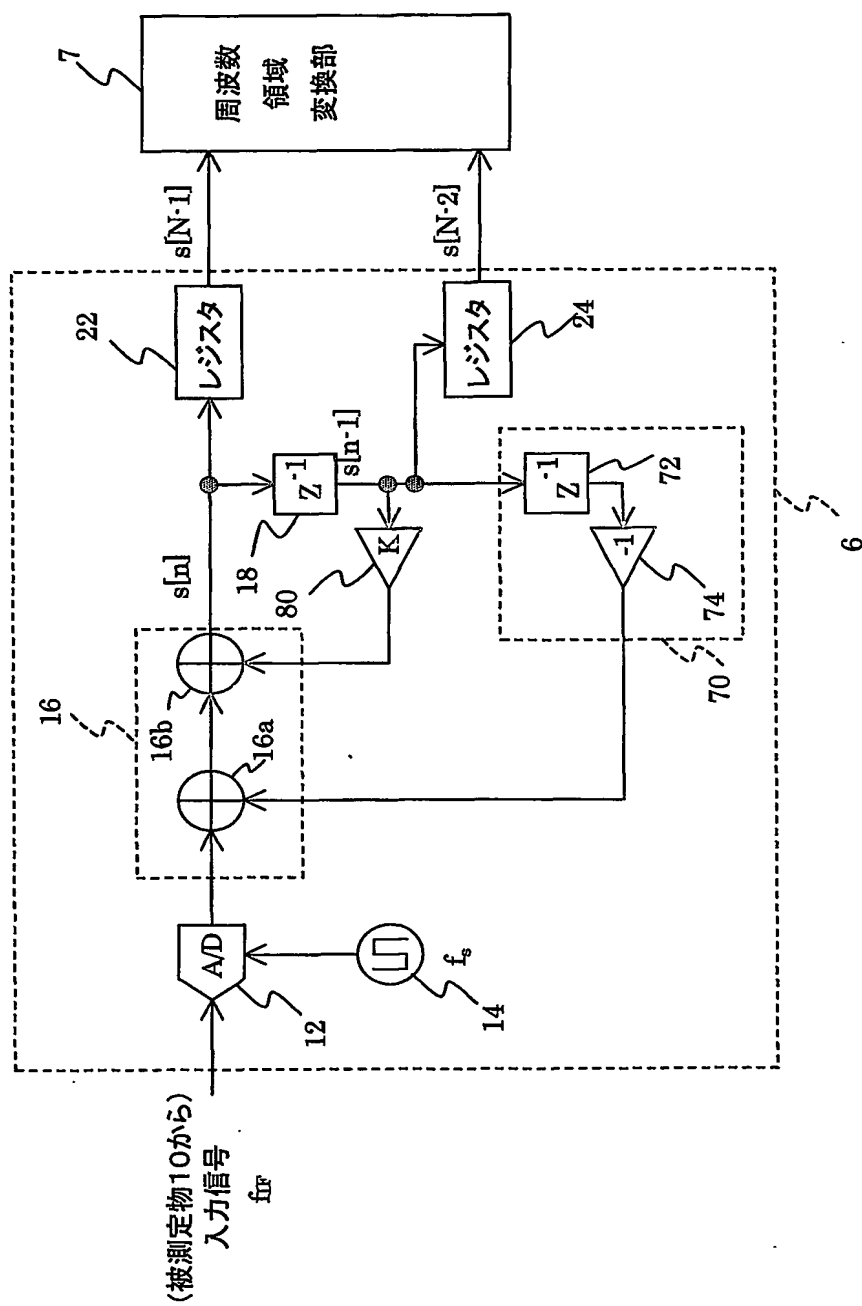 (被測定物10から)
入力信号
fIF
A/D
12
14
fs
16
16a
16b
s[n]
Z-1
18
s[n-1]
K
80
Z-1
72
-1
74
70
22
レジスタ
s[N-1]
レジスタ
24
s[N-2]
7
周波数
領域
変換部
6